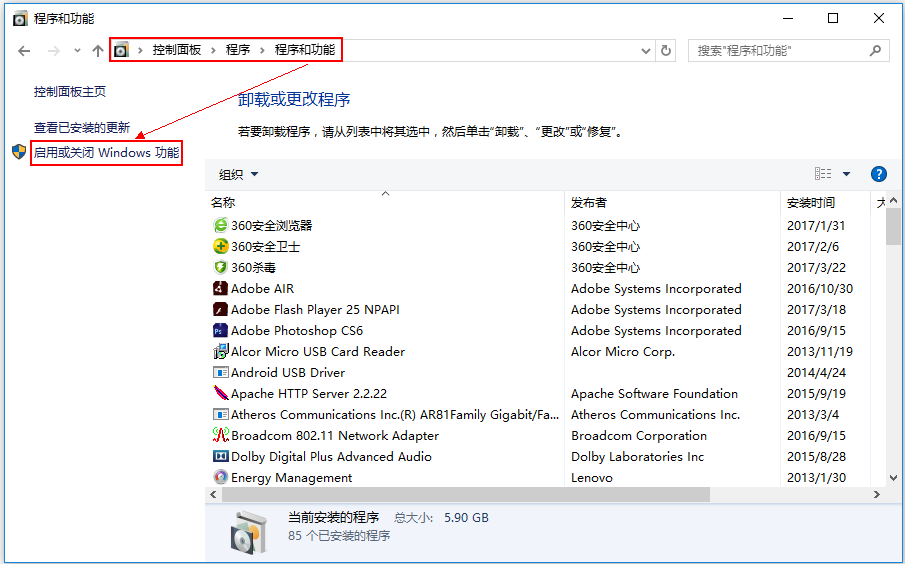 程序和功能
控制面板 程序 程序和功能
搜索"程序和功能"
控制面板主页
查看已安装的更新
启用或关闭 Windows 功能
卸载或更改程序
若要卸载程序，请从列表中将其选中，然后单击“卸载”、“更改”或“修复”。
组织
名称 发布者 安装时间 大
360安全浏览器 360安全中心 2017/1/31
360安全卫士 360安全中心 2017/2/6
360杀毒 360安全中心 2017/3/22
Adobe AIR Adobe Systems Incorporated 2016/10/30
Adobe Flash Player 25 NPAPI Adobe Systems Incorporated 2017/3/18
Adobe Photoshop CS6 Adobe Systems Incorporated 2016/9/15
Alcor Micro USB Card Reader Alcor Micro Corp. 2013/11/19
Android USB Driver 2014/4/24
Apache HTTP Server 2.2.22 Apache Software Foundation 2015/9/19
Atheros Communications Inc.(R) AR81Family Gigabit/Fa... Atheros Communications Inc. 2013/3/4
Broadcom 802.11 Network Adapter Broadcom Corporation 2016/9/15
Dolby Digital Plus Advanced Audio Dolby Laboratories Inc 2015/8/28
Energy Management Lenovo 2013/1/30
当前安装的程序 总大小: 5.90 GB
85 个已安装的程序